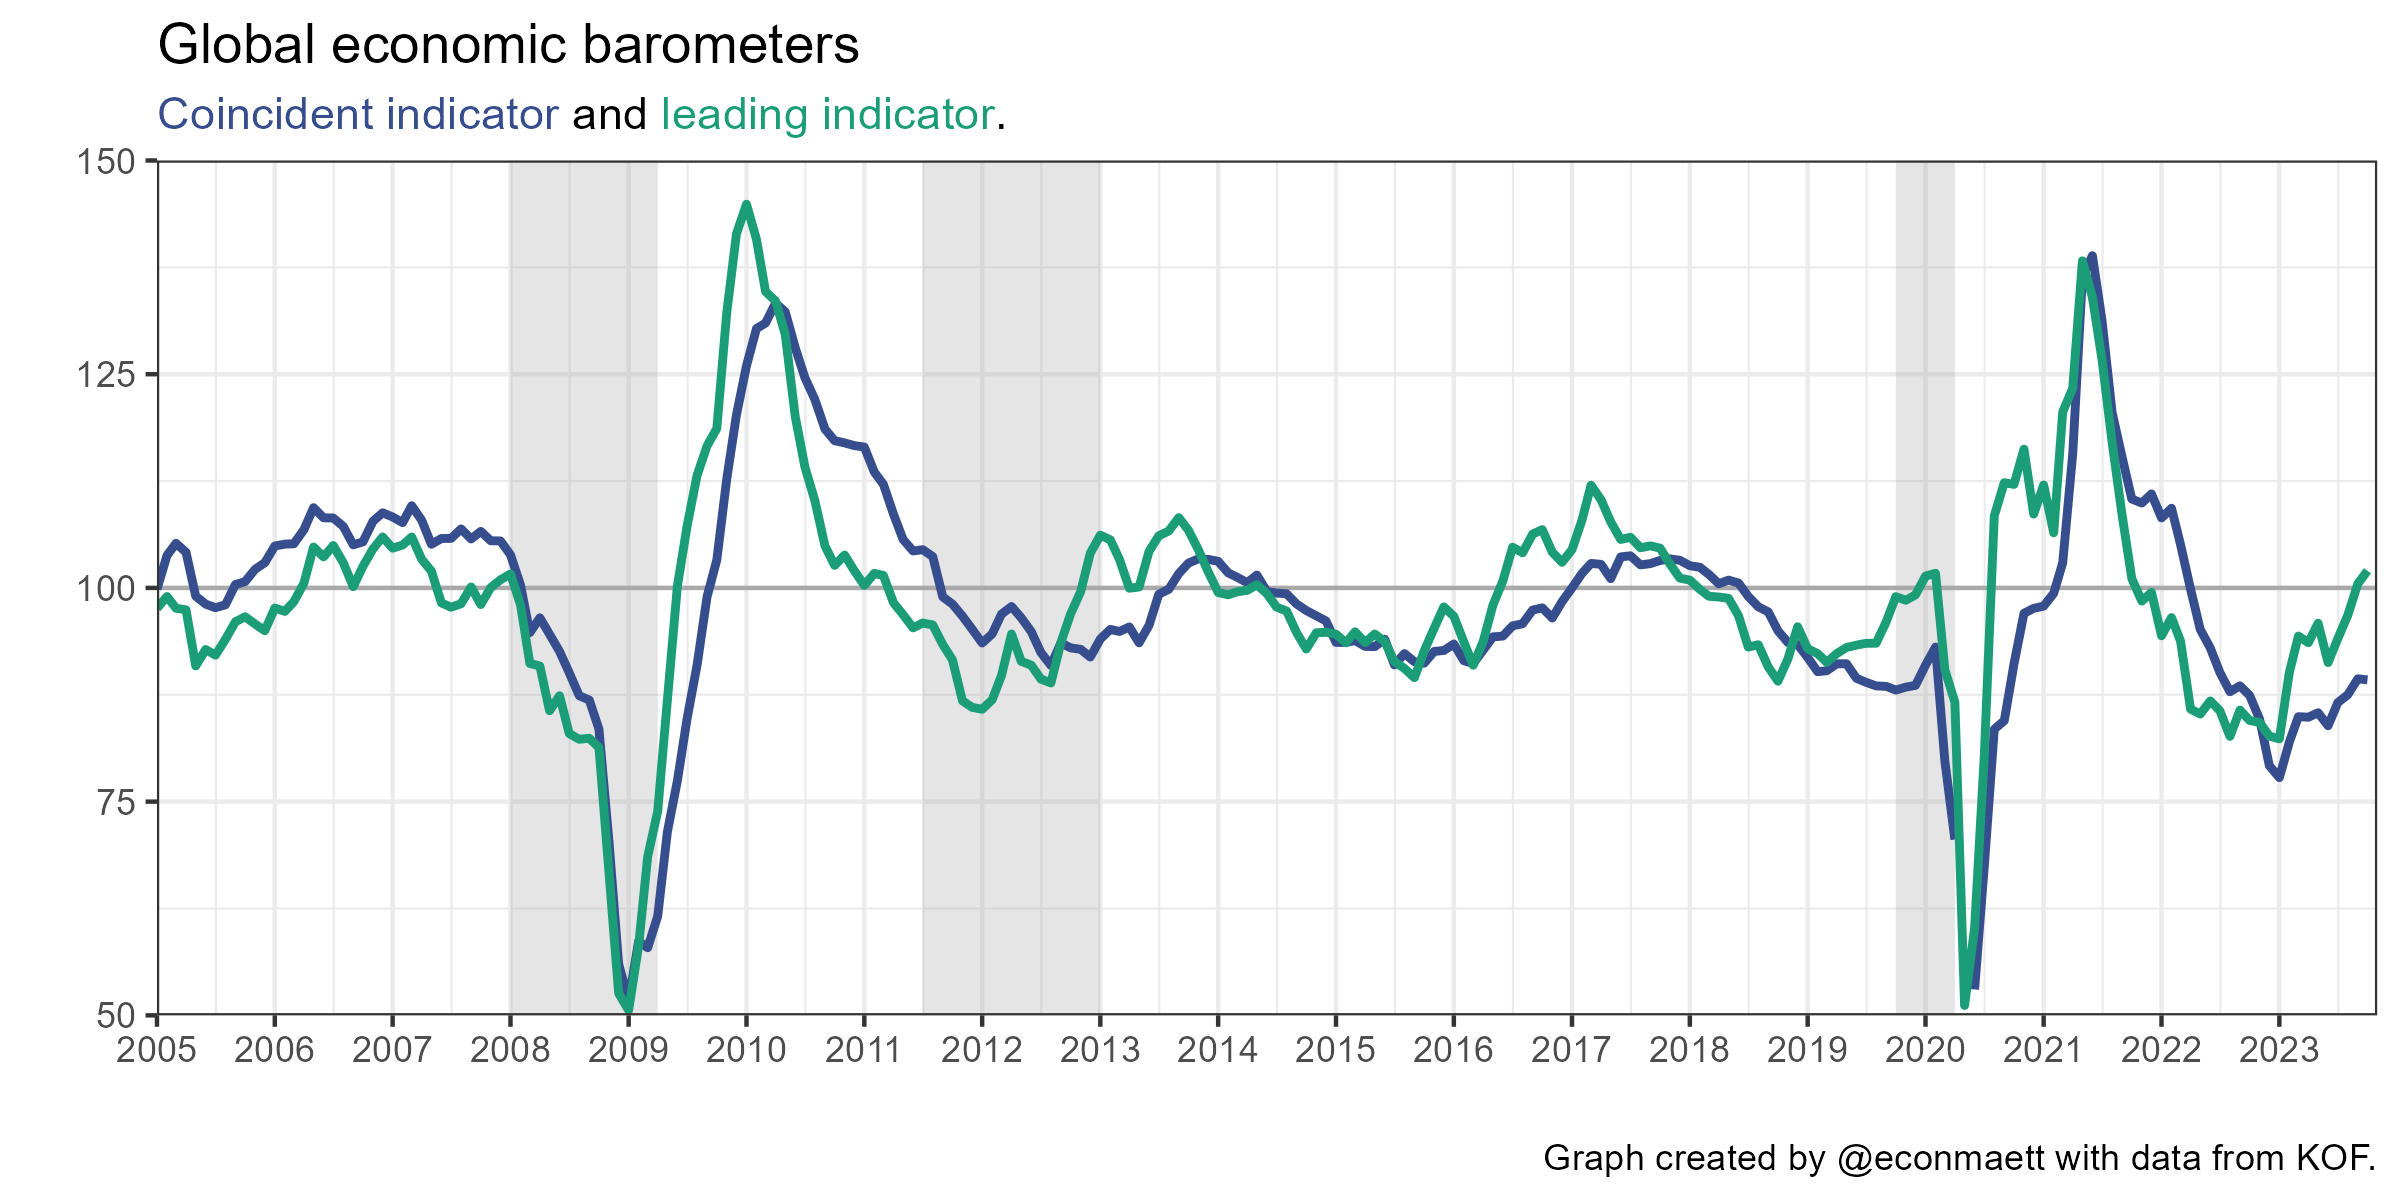 Global economic barometers
Coincident indicator and leading indicator.
150
125
100
75
50
2005 2006 2007 2008 2009 2010 2011 2012 2013 2014 2015 2016 2017 2018 2019 2020 2021 2022 2023
Graph created by @econmaett with data from KOF.